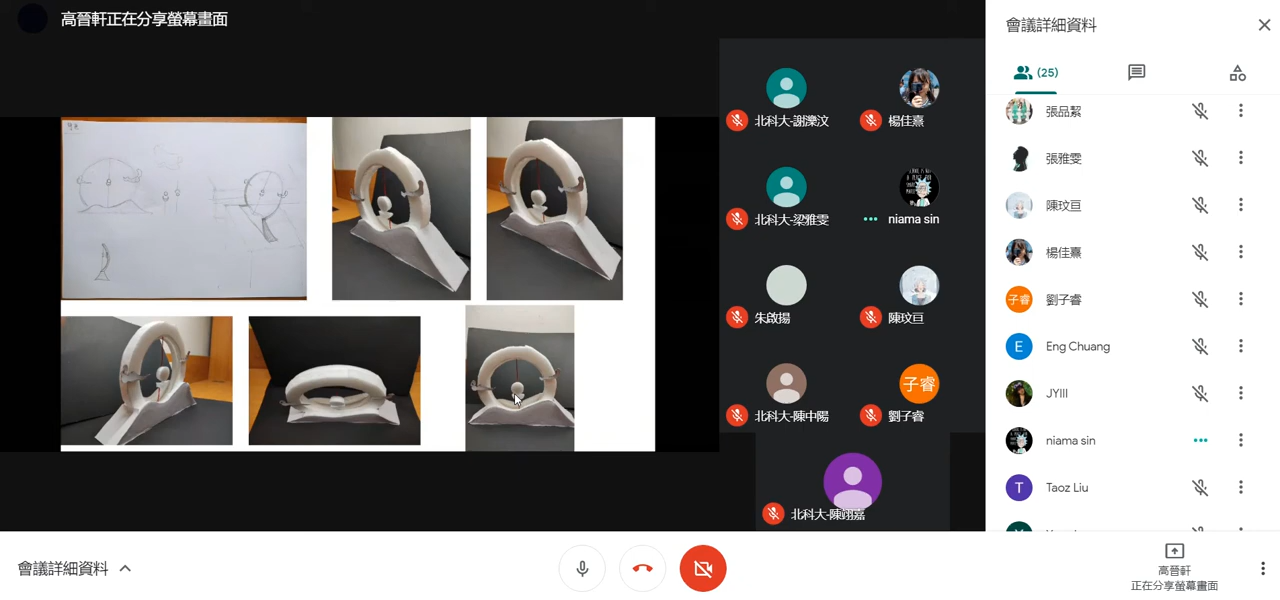 高晉軒正在分享螢幕畫面
北科大-謝濼汶
楊佳熹
北科大-梁雅雯
niama sin
朱啟揚
陳玟亘
北科大-陳中陽
子睿
劉子睿
北科大-陳翊嘉
會議詳細資料
(25)
張品絜
張雅雯
陳玟亘
楊佳熹
子睿
劉子睿
E
Eng Chuang
JYIII
niama sin
T
Taoz Liu
會議詳細資料
高晉軒
正在分享螢幕畫面